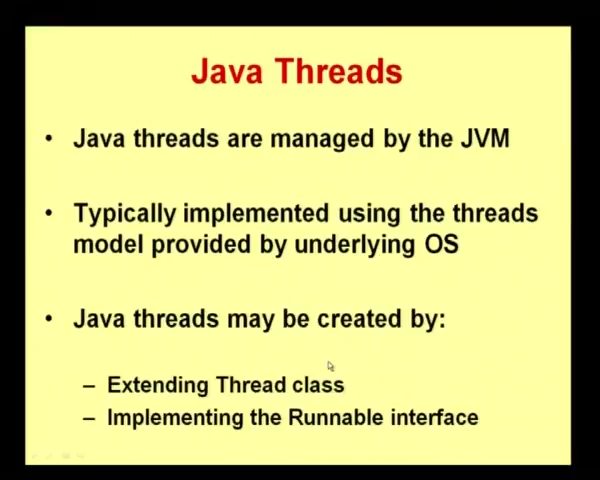 Java Threads
• Java threads are managed by the JVM
• Typically implemented using the threads
model provided by underlying OS
• Java threads may be created by:
– Extending Thread class
– Implementing the Runnable interface